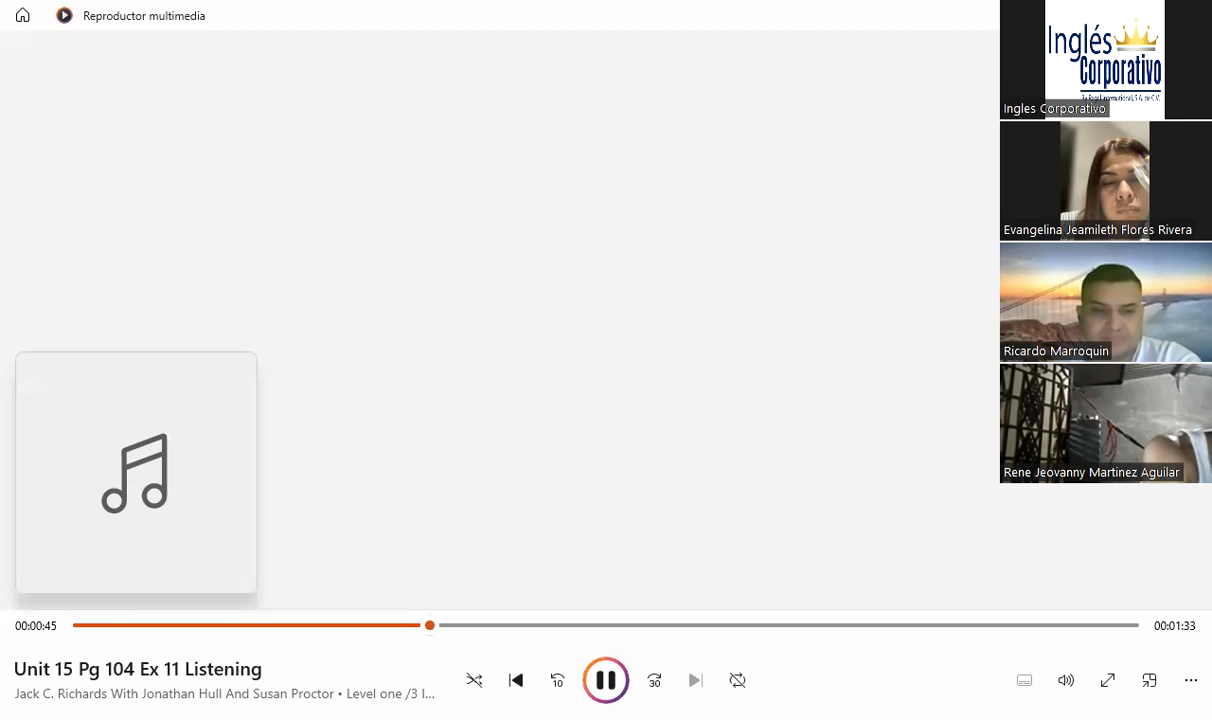 Reproductor multimedia
Inglés
Corporativo
Ingles Corporativo
Evangelina Jeamileth Flores Rivera
Ricardo Marroquin
Rene Jeovanny Martinez Aguilar
00:00:45
00:01:33
Unit 15 Pg 104 Ex 11 Listening
Jack C. Richards With Jonathan Hull And Susan Proctor • Level one /3 I...
10
30